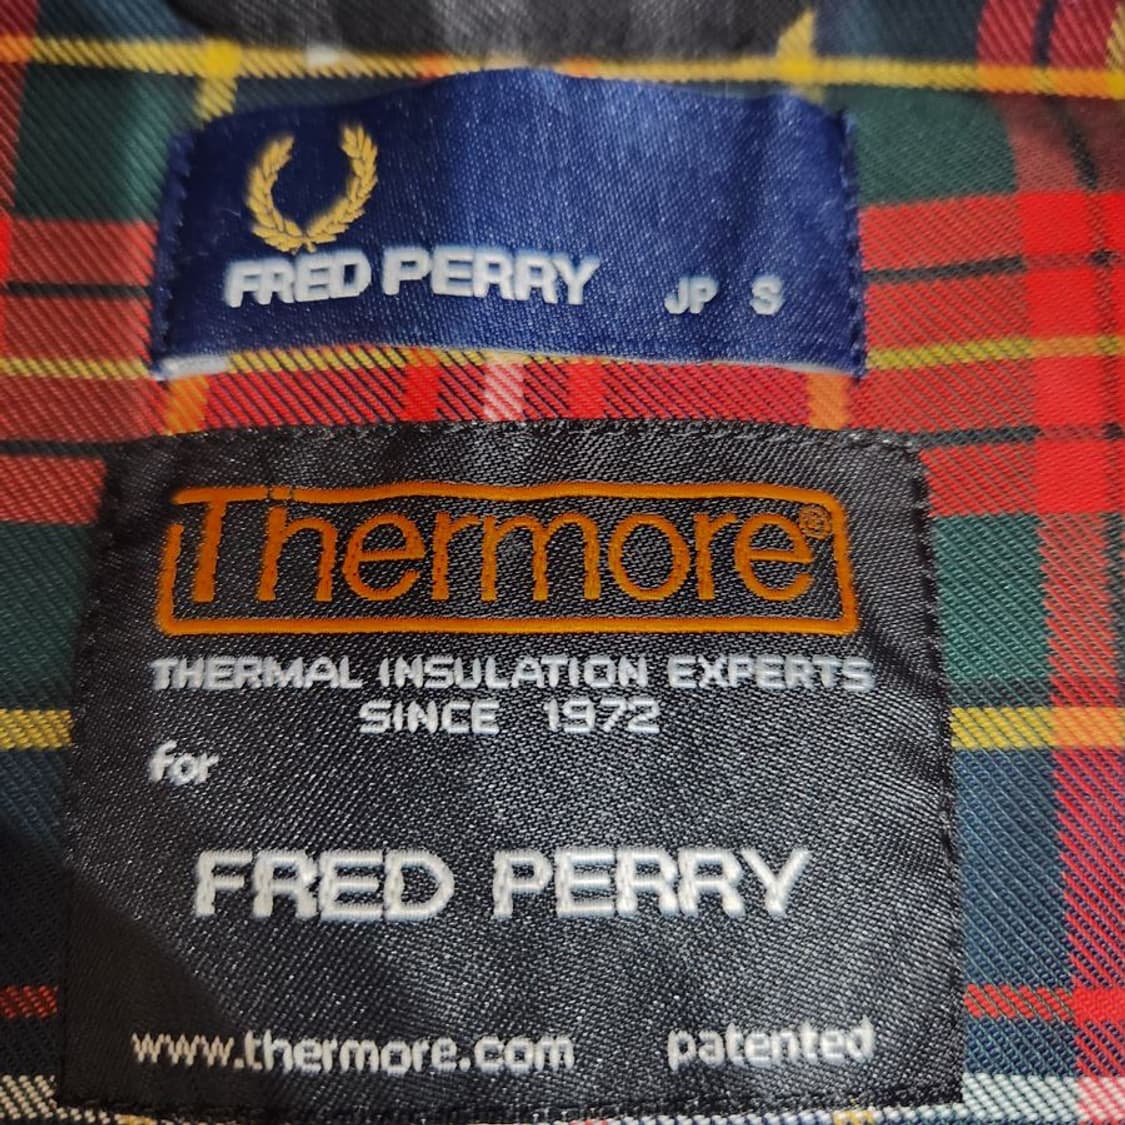 FRED PERRY JP S
Thermore®
THERMAL INSULATION EXPERTS
SINCE 1972
for
FRED PERRY
www.thermore.com patented